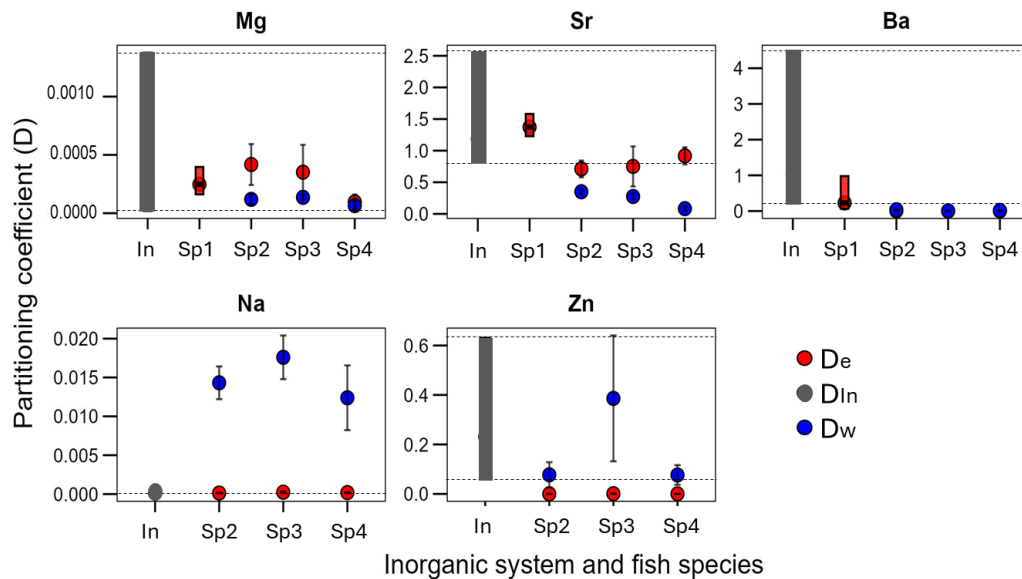 Mg
Sr
Ba
Partitioning coefficient (D)
0.0010
0.0005
0.0000
2.5
2.0
1.5
1.0
0.5
0.0
4
3
2
1
0
In Sp1 Sp2 Sp3 Sp4
In Sp1 Sp2 Sp3 Sp4
In Sp1 Sp2 Sp3 Sp4
Na
Zn
0.020
0.015
0.010
0.005
0.000
0.6
0.4
0.2
0.0
In Sp2 Sp3 Sp4
In Sp2 Sp3 Sp4
De
DIn
Dw
Inorganic system and fish species